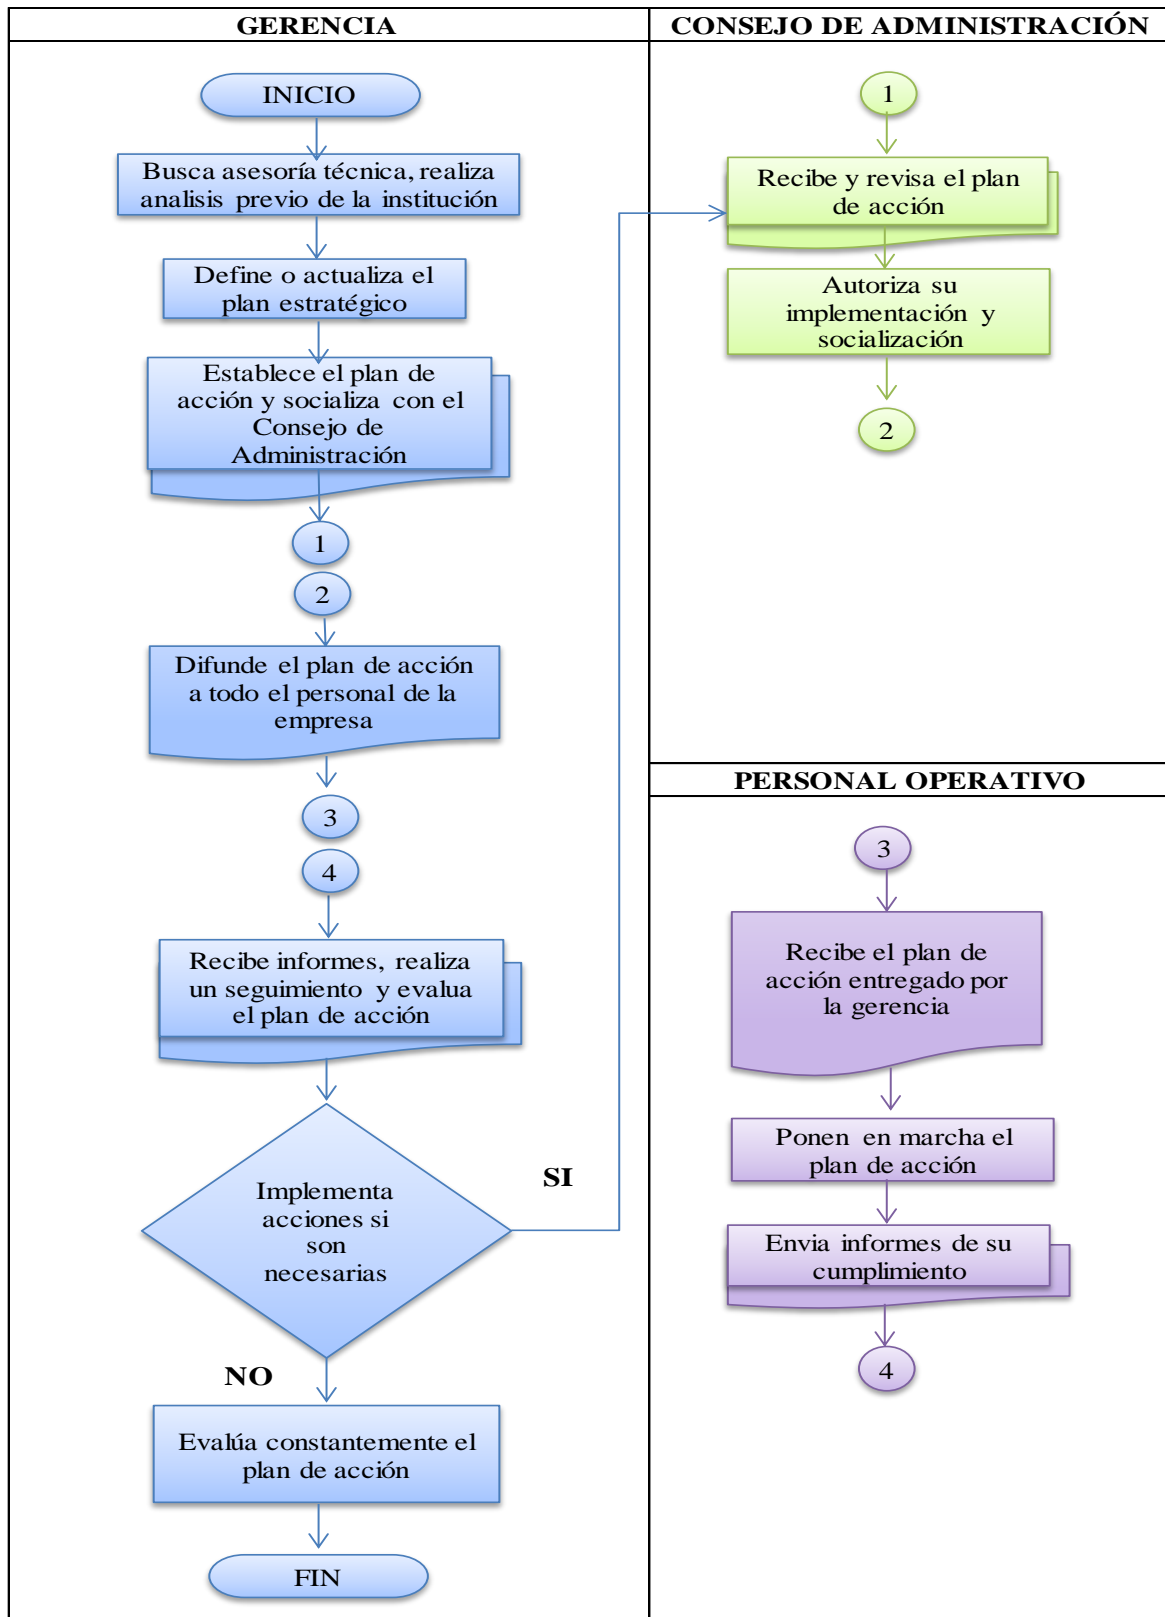 GERENCIA
INICIO
Busca asesoría técnica, realiza
analisis previo de la institución
Define o actualiza el
plan estratégico
Establece el plan de
acción y socializa con el
Consejo de
Administración
1
2
Difunde el plan de acción
a todo el personal de la
empresa
3
4
Recibe informes, realiza
un seguimiento y evalua
el plan de acción
Implementa
acciones si
son
necesarias
SI
NO
Evalúa constantemente el
plan de acción
FIN
CONSEJO DE ADMINISTRACIÓN
1
Recibe y revisa el plan
de acción
Autoriza su
implementación y
socialización
2
PERSONAL OPERATIVO
3
Recibe el plan de
acción entregado por
la gerencia
Ponen en marcha el
plan de acción
Envia informes de su
cumplimiento
4